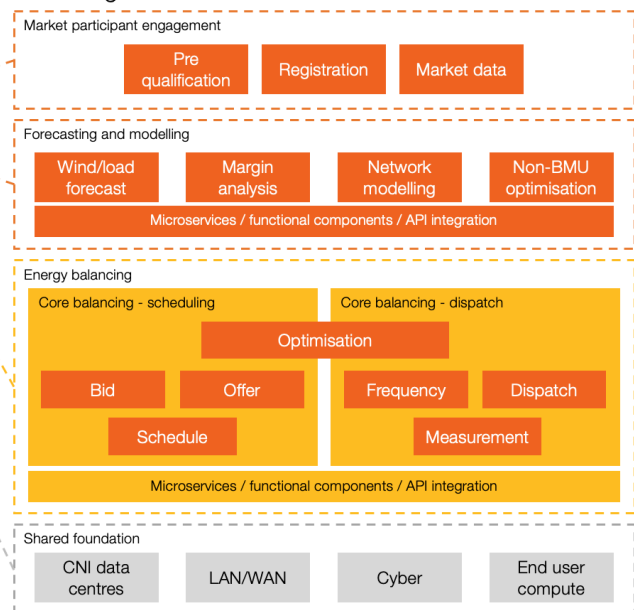 Market participant engagement
Pre
qualification
Registration
Market data
Forecasting and modelling
Wind/load
forecast
Margin
analysis
Network
modelling
Non-BMU
optimisation
Microservices / functional components / API integration
Energy balancing
Core balancing - scheduling
Core balancing - dispatch
Optimisation
Bid
Offer
Frequency
Dispatch
Schedule
Measurement
Microservices / functional components / API integration
Shared foundation
CNI data
centres
LAN/WAN
Cyber
End user
compute